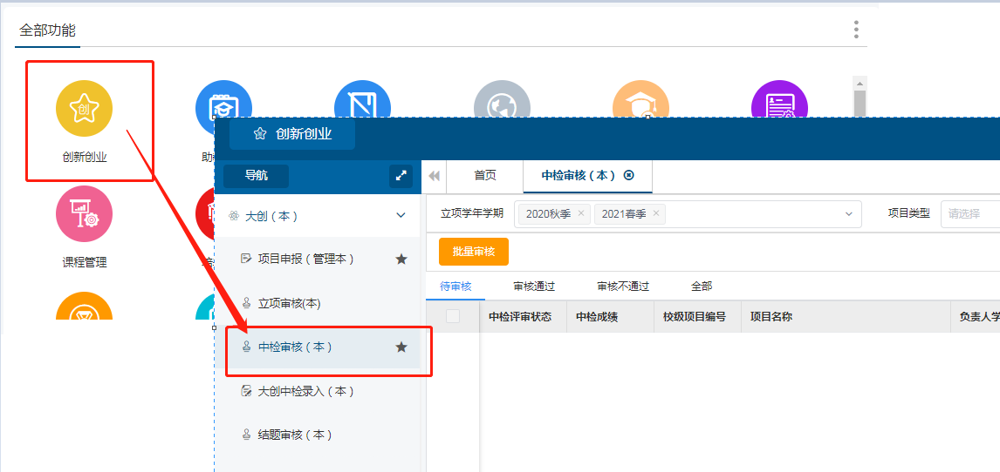 全部功能
创
创新创业
课程管理
创新创业
导航
首页
中检审核（本）
大创（本）
立项学年学期
2020秋季
2021春季
项目类型
请选择
项目申报（管理本）
批量审核
待审核
审核通过
审核不通过
全部
立项审核(本)
中检评审状态
中检成绩
校级项目编号
项目名称
负责人学
中检审核（本）
大创中检录入（本）
结题审核（本）